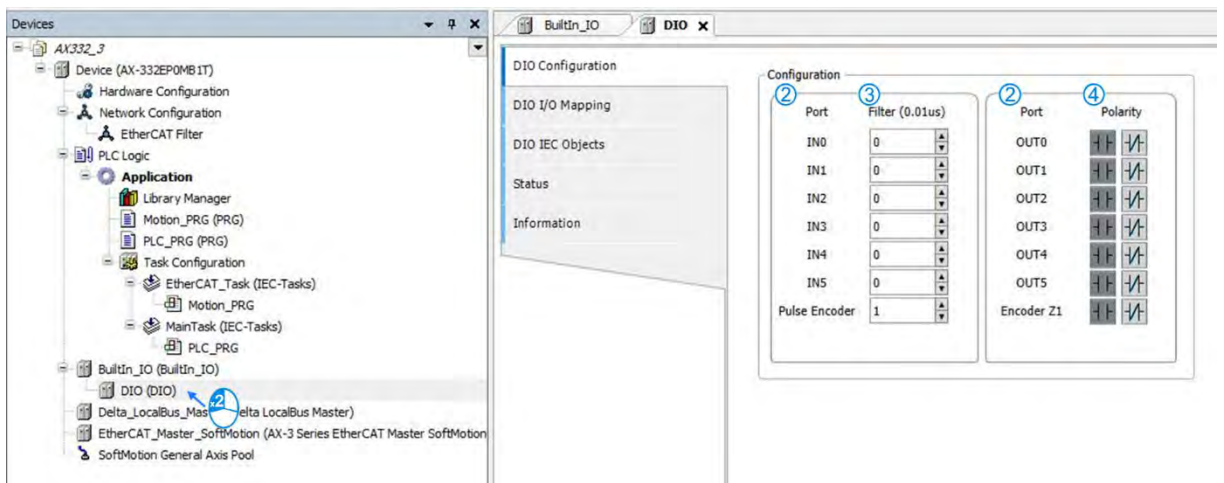 Devices
AX332_3
Device (AX-332EP0MB1T)
Hardware Configuration
Network Configuration
EtherCAT Filter
PLC Logic
Application
Library Manager
Motion_PRG (PRG)
PLC_PRG (PRG)
Task Configuration
EtherCAT_Task (IEC-Tasks)
Motion_PRG
MainTask (IEC-Tasks)
PLC_PRG
BuiltIn_IO (BuiltIn_IO)
DIO (DIO)
x2
Delta_LocalBus_Mas elta LocalBus Master)
EtherCAT_Master_SoftMotion (AX-3 Series EtherCAT Master SoftMotion
SoftMotion General Axis Pool
BuiltIn_IO DIO X
DIO Configuration
DIO I/O Mapping
DIO IEC Objects
Status
Information
Configuration
2 3
Port Filter (0.01us)
IN0 0
IN1 0
IN2 0
IN3 0
IN4 0
IN5 0
Pulse Encoder 1
2 4
Port Polarity
OUT0
OUT1
OUT2
OUT3
OUT4
OUT5
Encoder Z1